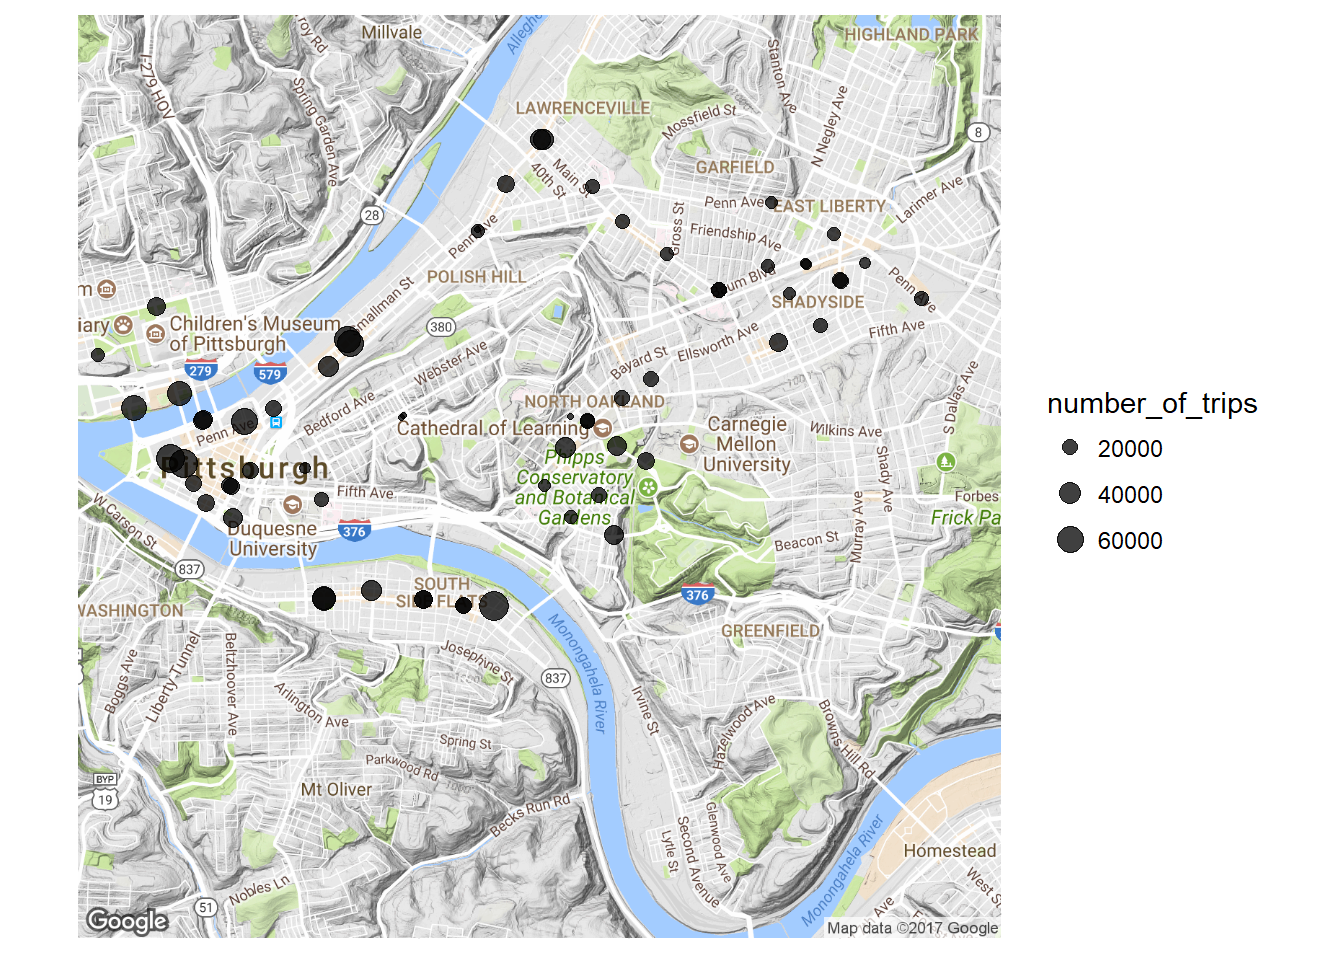 Millvale
Allegh
HIGHLAND PARK
I-279 HOV
roy Rd
Spring Garden Ave
Stanton Ave
N Negley Ave
LAWRENCEVILLE
Mossfield St
8
Main St
40th St
GARFIELD
28
Penn Ave
Gross St
Penn Ave
EAST LIBERTY
Larimer Ave
Friendship Ave
POLISH HILL
um Blvd
Penn Ave
SHADYSIDE
m
Smallman St
iary
Children's Museum
of Pittsburgh
380
Fifth Ave
Ellsworth Ave
Bayard St
Webster Ave
279
579
S Dallas Ave
Bedford Ave
NORTH OAKLAND
Penn Ave
Cathedral of Learning
Carnegie
Mellon
University
Wilkins Ave
number_of_trips
20000
40000
60000
Pittsburgh
Phipps
Conservatory
and Botanical
Gardens
Shady Ave
Fifth Ave
Forbes
Frick Pa
W Carson St
Duquesne
University
376
Murray Ave
Beacon St
837
SOUTH
SIDE FLATS
376
WASHINGTON
GREENFIELD
Monongahela River
Josephine St
Liberty Tunnel
Beltzhoover Ave
Boggs Ave
837
Arlington Ave
Irvine St
Hazelwood Ave
Browns Hill Rd
Spring St
Parkwood Rd
BYP
19
Mt Oliver
Becks Run Rd
Glenwood Ave
Second Avenue
Lytle St
Monongahela River
Homestead
West St
Nobles Ln
51
Ave
Google
Map data ©2017 Google